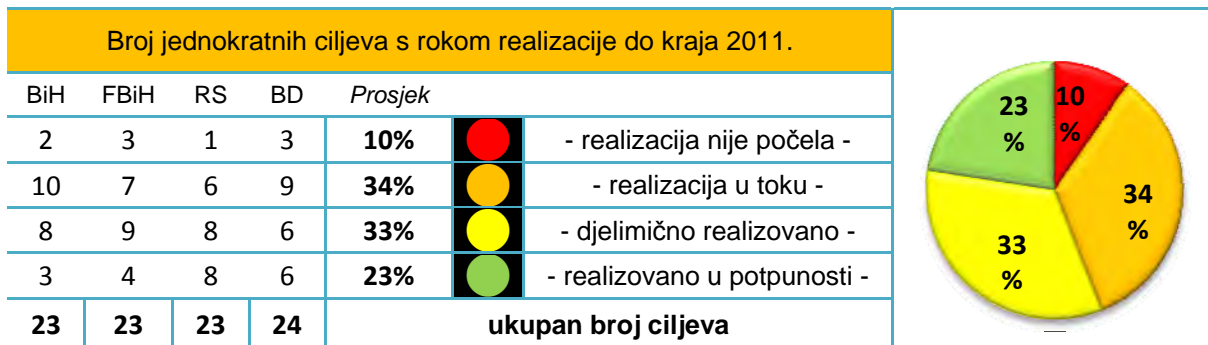 Broj jednokratnih ciljeva s rokom realizacije do kraja 2011.
BiH FBiH RS BD Prosjek
2 3 1 3 10% - realizacija nije počela -
10 7 6 9 34% - realizacija u toku -
8 9 8 6 33% - djelimično realizovano -
3 4 8 6 23% - realizovano u potpunosti -
23 23 23 24 ukupan broj ciljeva
23
%
10
%
34
%
33
%